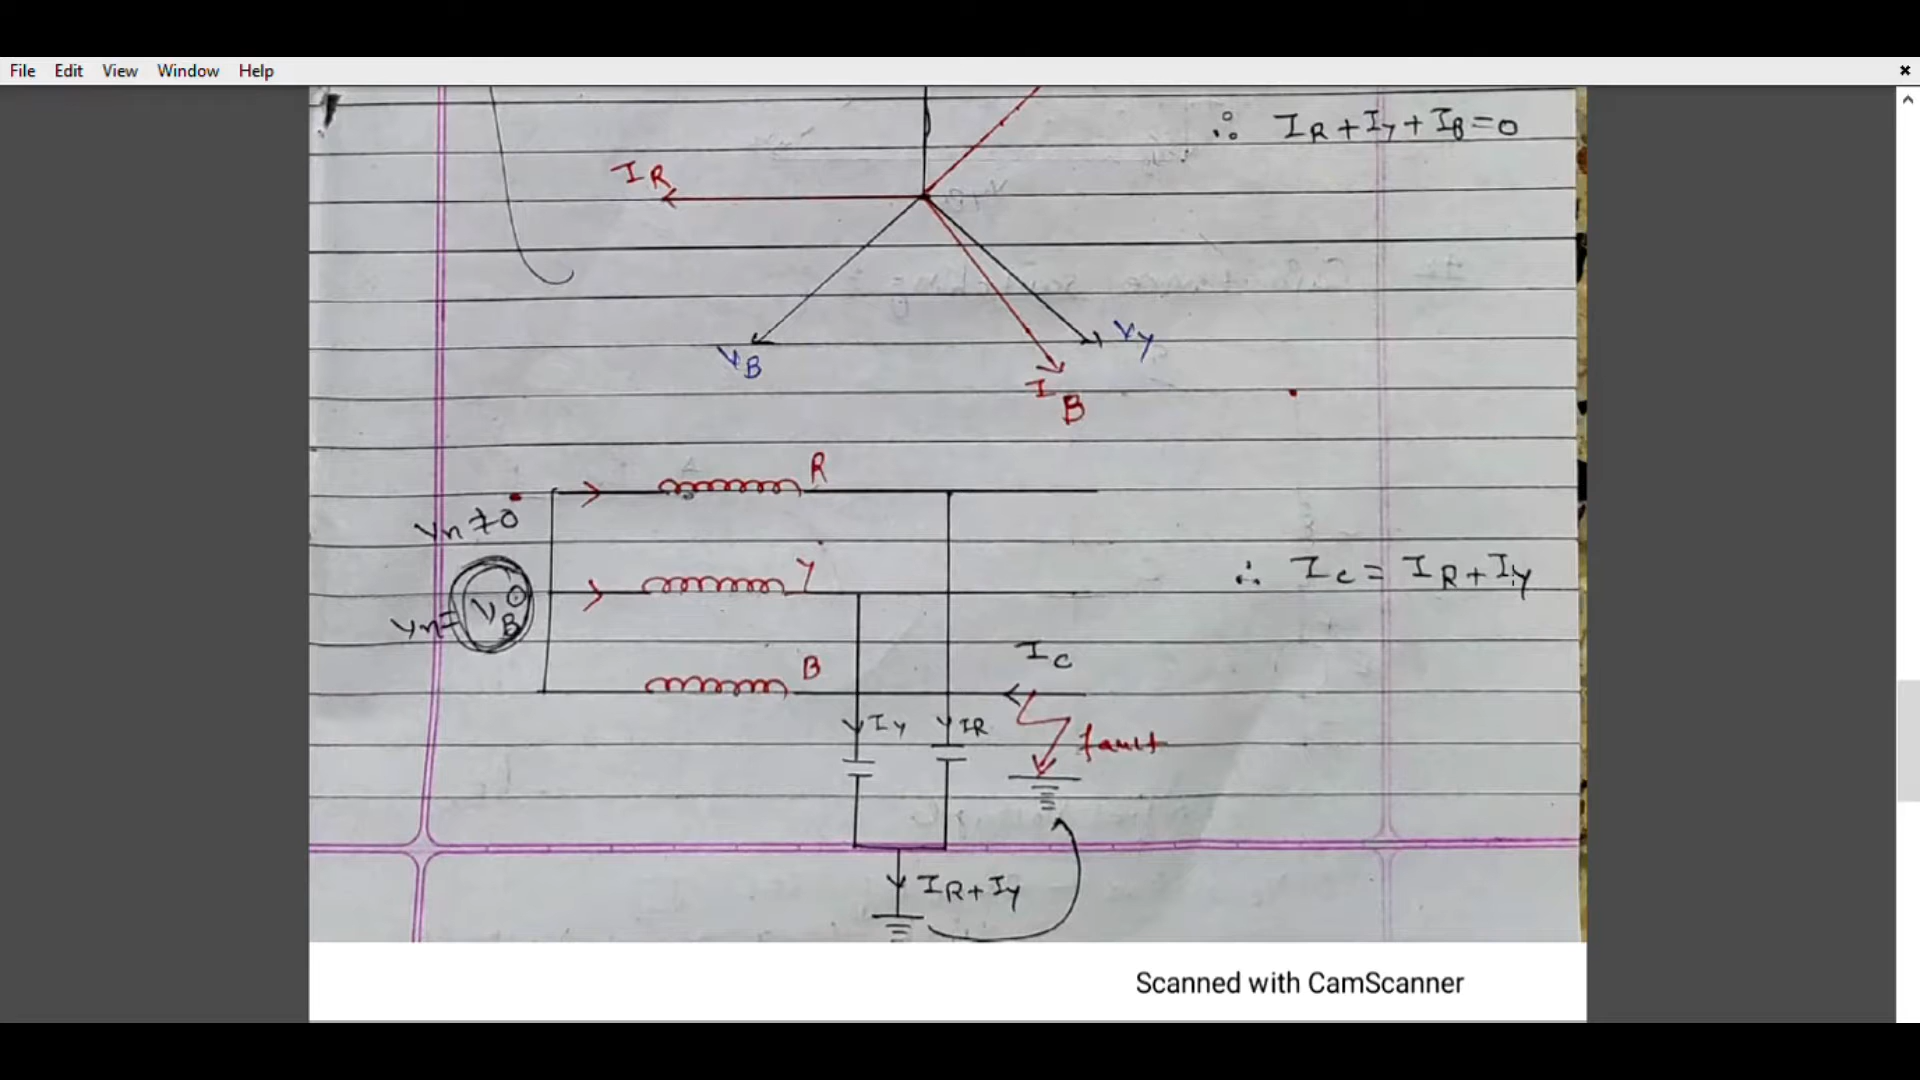 File Edit View Window Help
∴ IR+Iy+IB=0
IR
VB
Vy
IB
R
Vn≠0
Y
∴ Ic= IR+Iy
Vn=
VB
B
Ic
Iy
IR
fault
IR+Iy
Scanned with CamScanner